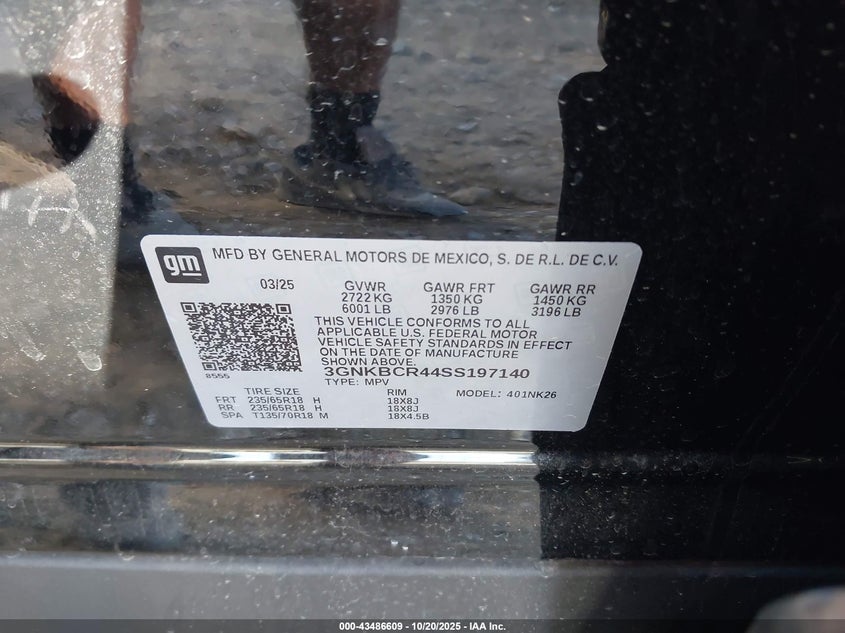 gm MFD BY GENERAL MOTORS DE MEXICO, S. DE R.L. DE C.V.
03/25 GVWR GAWR FRT GAWR RR
2722 KG 1350 KG 1450 KG
6001 LB 2976 LB 3196 LB
THIS VEHICLE CONFORMS TO ALL
APPLICABLE U.S. FEDERAL MOTOR
VEHICLE SAFETY STANDARDS IN EFFECT
ON THE DATE OF MANUFACTURE
SHOWN ABOVE.
8555 3GNKBCR44SS197140
TYPE: MPV
TIRE SIZE RIM MODEL: 401NK26
FRT 235/65R18 H 18X8J
RR 235/65R18 H 18X8J
SPA T135/70R18 M 18X4.5B
000-43486609 - 10/20/2025 - IAA Inc.